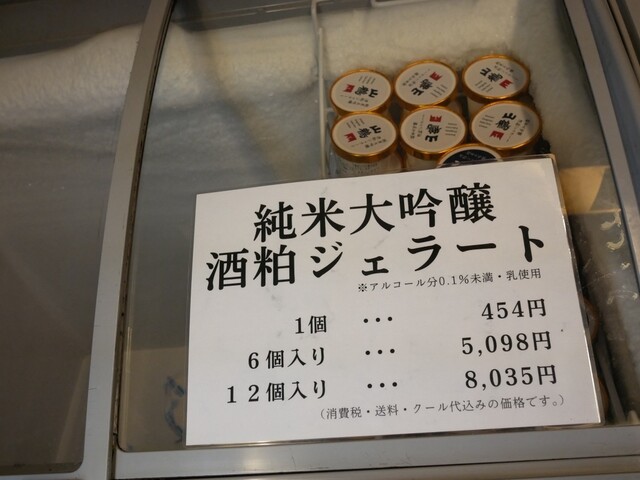 純米大吟醸
酒粕ジェラート
※アルコール分0.1%未満・乳使用
1個 ・・・ 454円
6個入り ・・・ 5,098円
12個入り ・・・ 8,035円
（消費税・送料・クール代込みの価格です。）